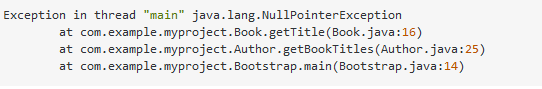 Exception in thread "main" java.lang.NullPointerException
        at com.example.myproject.Book.getTitle(Book.java:16)
        at com.example.myproject.Author.getBookTitles(Author.java:25)
        at com.example.myproject.Bootstrap.main(Bootstrap.java:14)